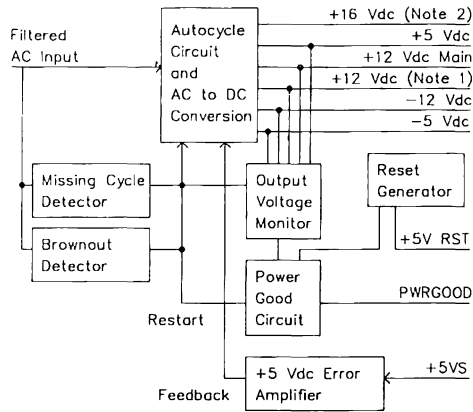 Filtered
AC Input
Autocycle
Circuit
and
AC to DC
Conversion
+16 Vdc (Note 2)
+5 Vdc
+12 Vdc Main
+12 Vdc (Note 1)
−12 Vdc
−5 Vdc
Missing Cycle
Detector
Output
Voltage
Monitor
Reset
Generator
Brownout
Detector
+5V RST
Power
Good
Circuit
PWRGOOD
Restart
+5 Vdc Error
Amplifier
+5VS
Feedback